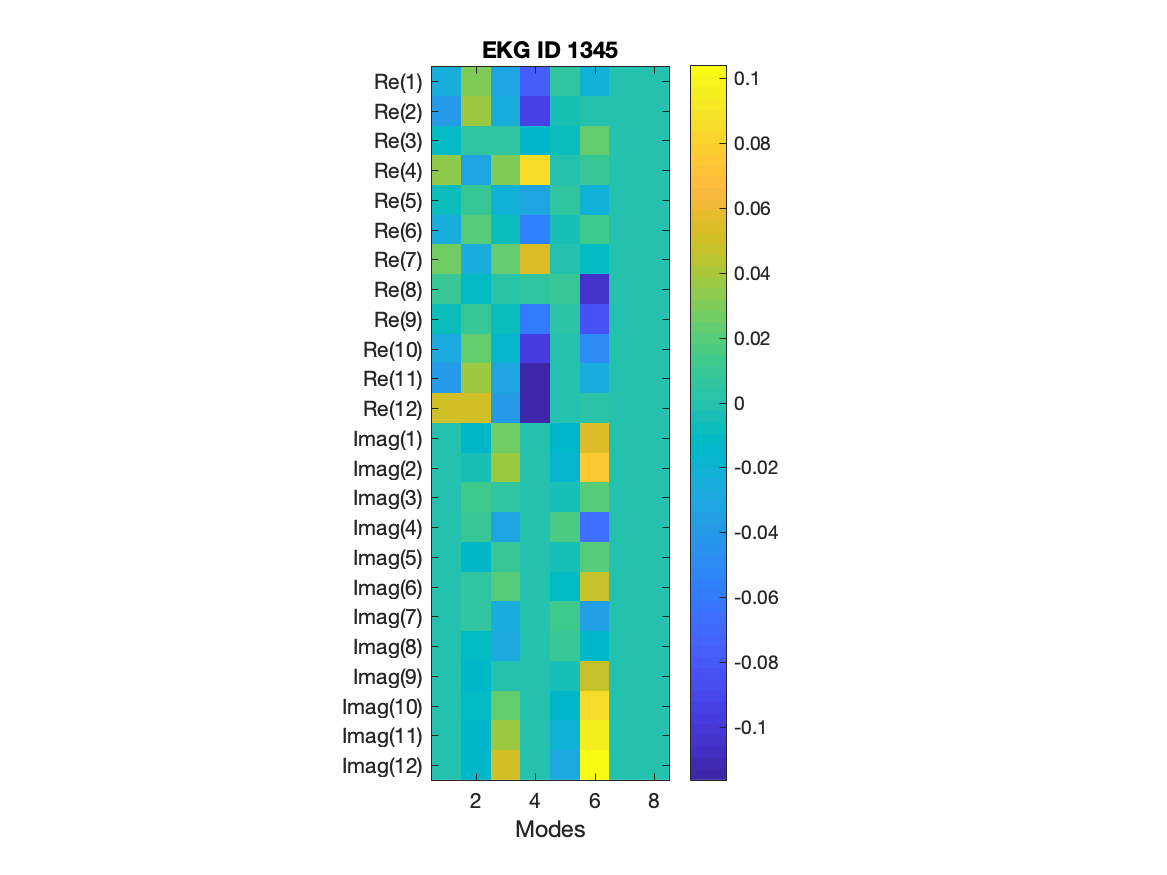 EKG ID 1345
Re(1)
Re(2)
Re(3)
Re(4)
Re(5)
Re(6)
Re(7)
Re(8)
Re(9)
Re(10)
Re(11)
Re(12)
Imag(1)
Imag(2)
Imag(3)
Imag(4)
Imag(5)
Imag(6)
Imag(7)
Imag(8)
Imag(9)
Imag(10)
Imag(11)
Imag(12)
2 4 6 8
Modes
0.1
0.08
0.06
0.04
0.02
0
-0.02
-0.04
-0.06
-0.08
-0.1